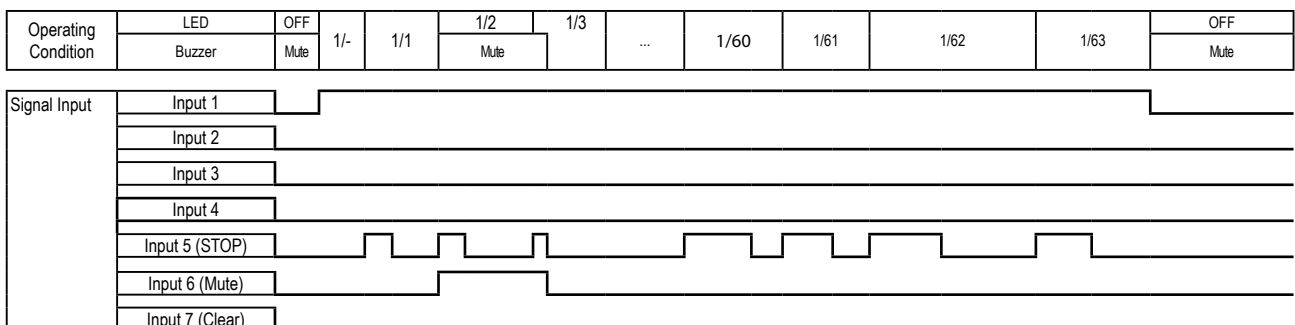 Operating Condition LED OFF 1/- 1/1 1/2 1/3 ... 1/60 1/61 1/62 1/63 OFF
Buzzer Mute Mute Mute
Signal Input Input 1
Input 2
Input 3
Input 4
Input 5 (STOP)
Input 6 (Mute)
Input 7 (Clear)